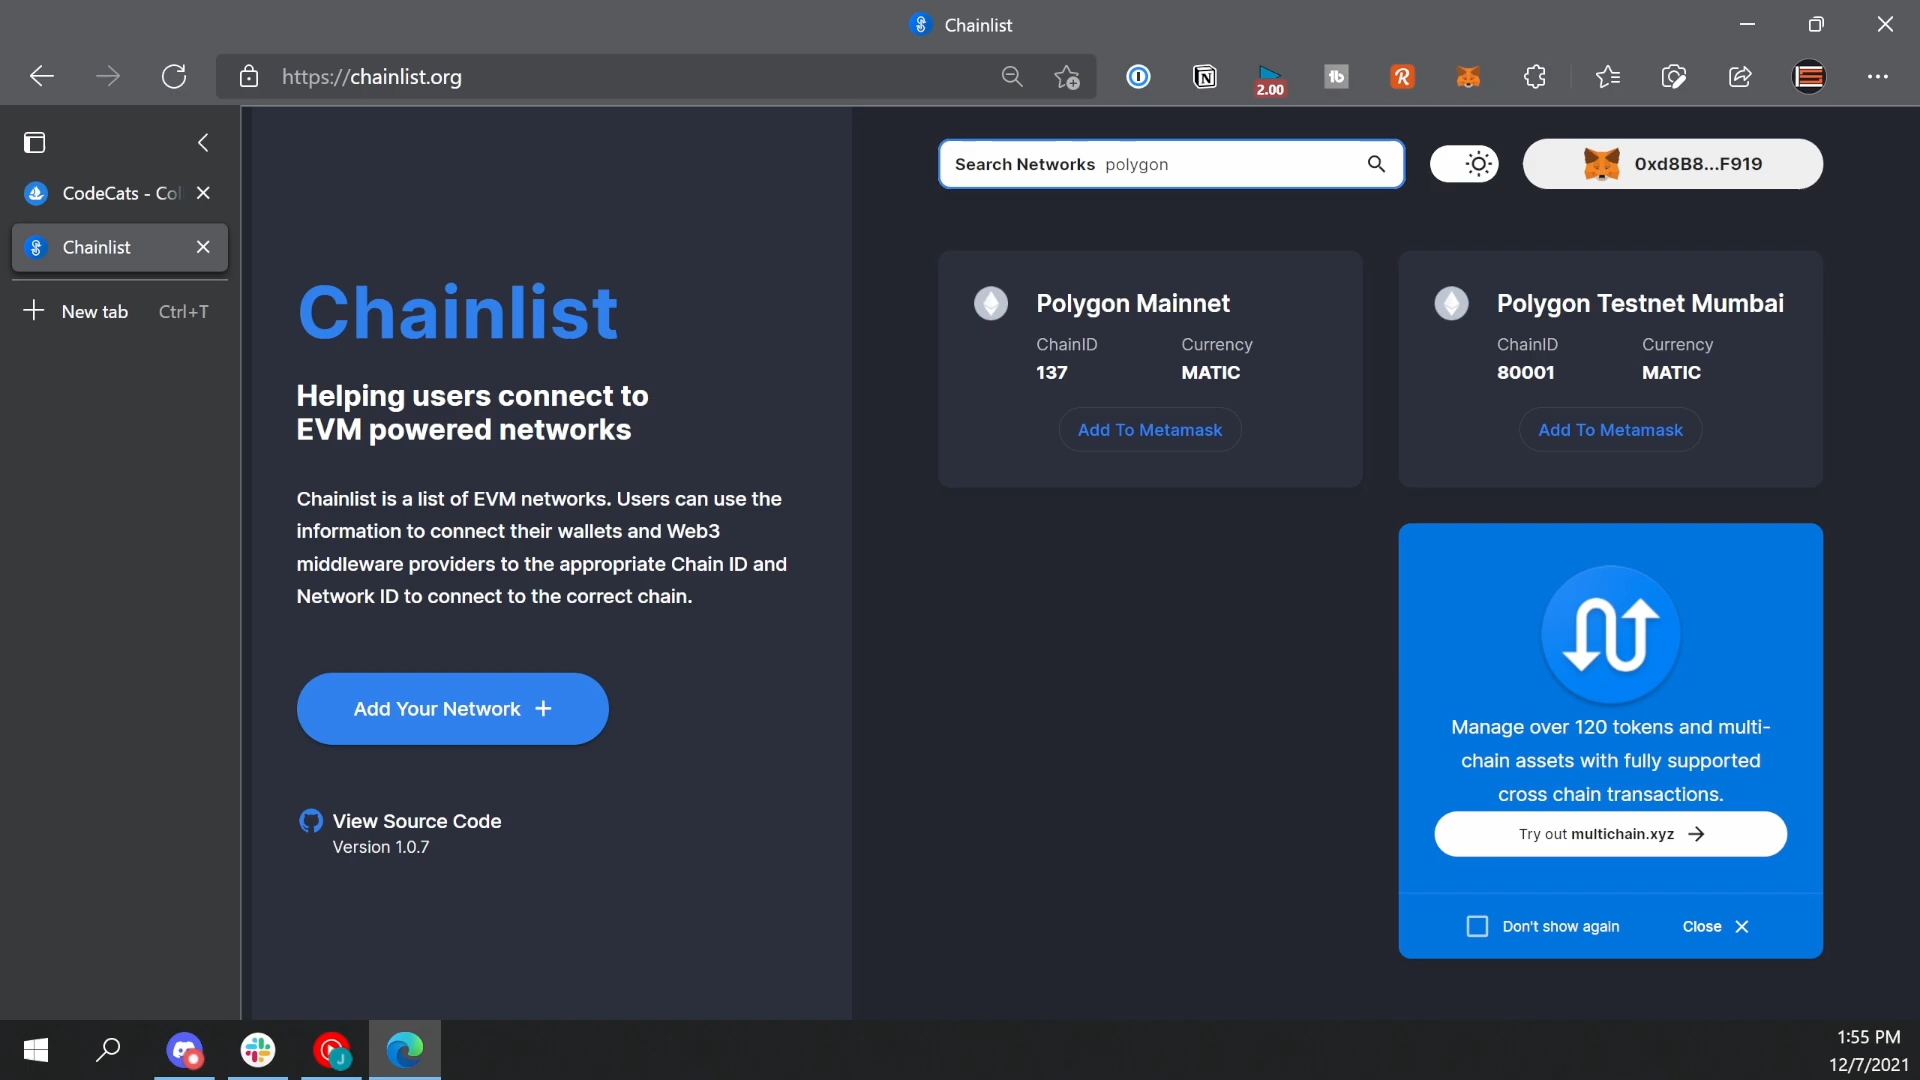 Chainlist
https://chainlist.org
2.00
CodeCats - Col
Chainlist
New tab Ctrl+T
Search Networks polygon
0xd8B8...F919
Chainlist
Helping users connect to
EVM powered networks
Chainlist is a list of EVM networks. Users can use the
information to connect their wallets and Web3
middleware providers to the appropriate Chain ID and
Network ID to connect to the correct chain.
Add Your Network +
View Source Code
Version 1.0.7
Polygon Mainnet
ChainID Currency
137 MATIC
Add To Metamask
Polygon Testnet Mumbai
ChainID Currency
80001 MATIC
Add To Metamask
Manage over 120 tokens and multi-
chain assets with fully supported
cross chain transactions.
Try out multichain.xyz
Don't show again Close
1:55 PM
12/7/2021